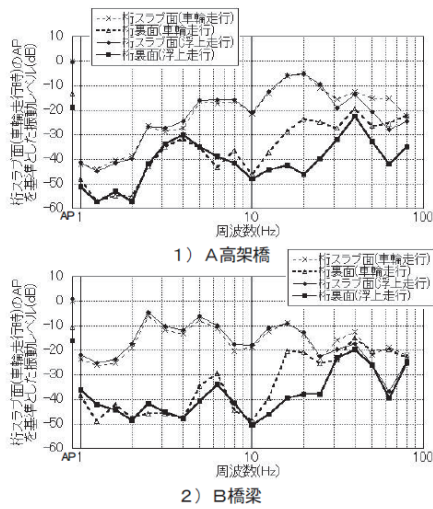 桁スラブ面(車輪走行)
桁裏面(車輪走行)
桁スラブ面(浮上走行)
桁裏面(浮上走行)
桁スラブ面(車輪走行時)のAP
を基準とした振動レベル(dB)
10
0
-10
-20
-30
-40
-50
-60
AP 1 10 100
周波数(Hz)
1) A高架橋
桁スラブ面(車輪走行)
桁裏面(車輪走行)
桁スラブ面(浮上走行)
桁裏面(浮上走行)
桁スラブ面(車輪走行時)のAP
を基準とした振動レベル(dB)
10
0
-10
-20
-30
-40
-50
-60
AP 1 10 100
周波数(Hz)
2) B橋梁